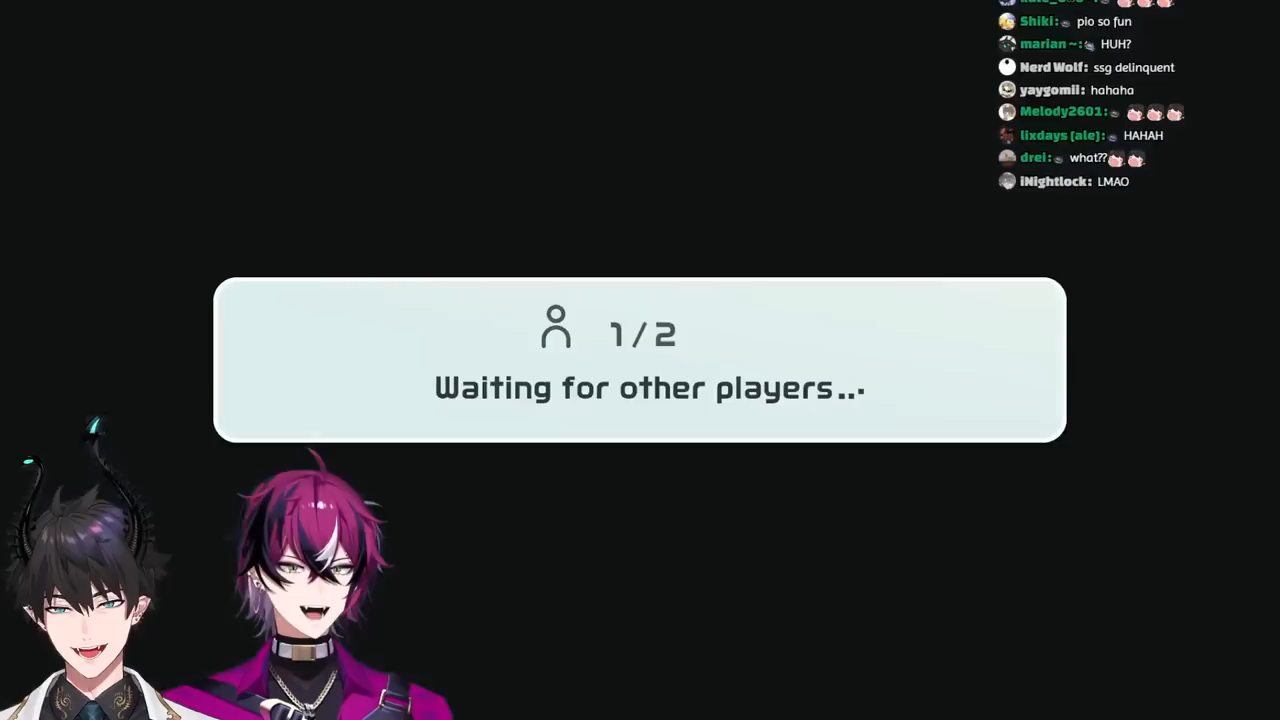 Shiki: pio so fun
marian ~: HUH?
Nerd Wolf: ssg delinquent
yaygomii: hahaha
Melody2601:
lixdays (ale): HAHAH
drei: what??
iNightlock: LMAO
1/2
Waiting for other players...